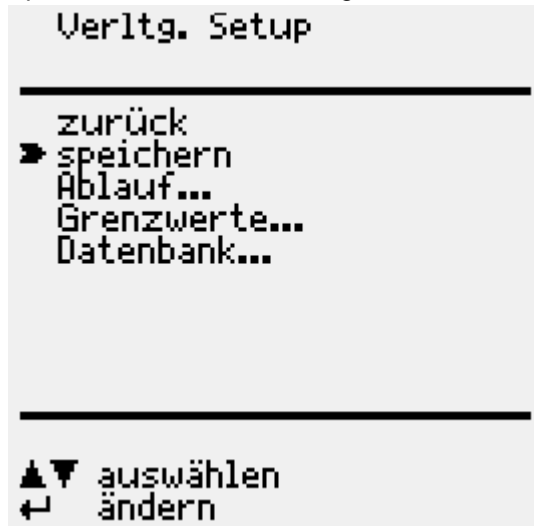 Verltg. Setup
zurück
speichern
Ablauf...
Grenzwerte...
Datenbank...
▲▼ auswählen
↵ ändern